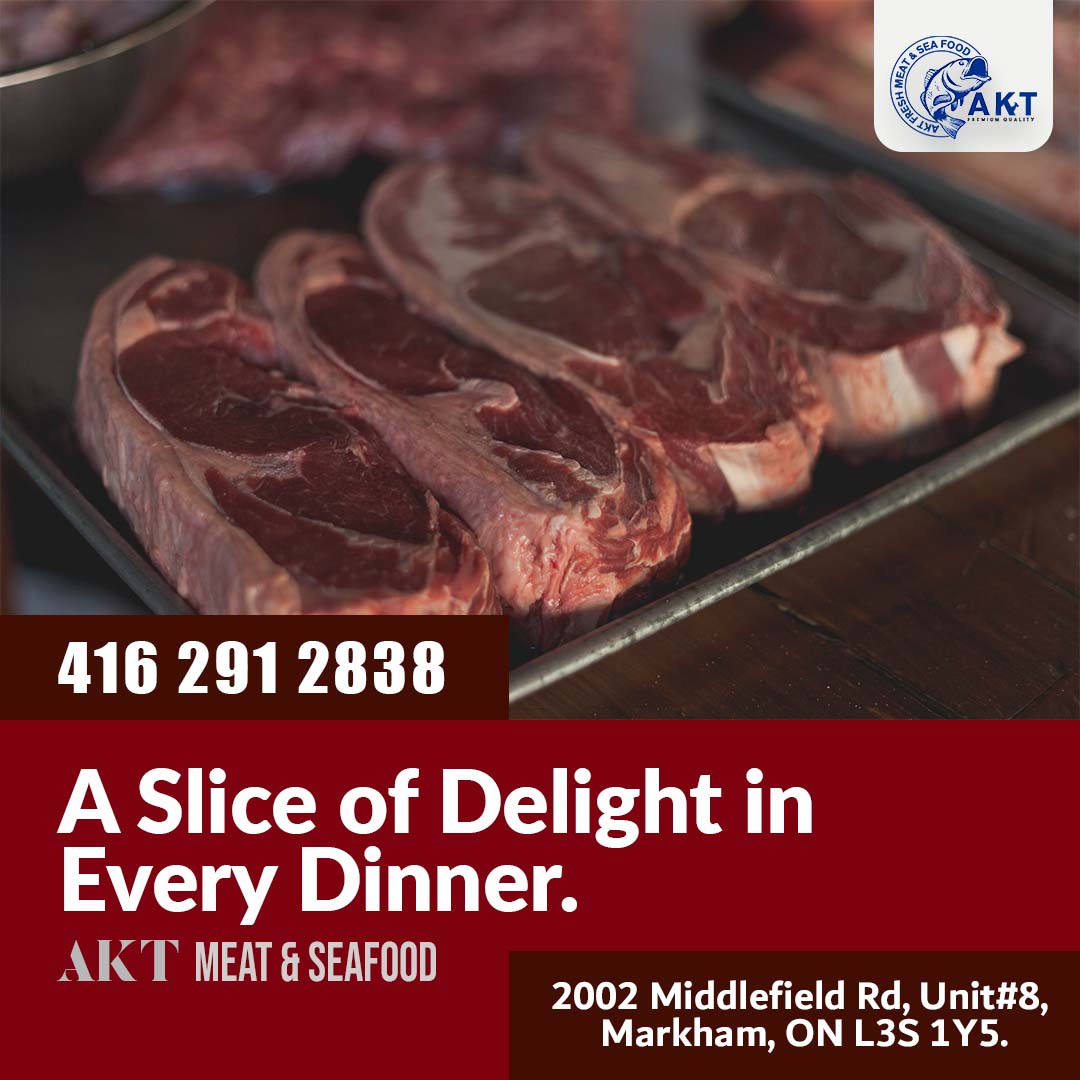 AKT FRESH MEAT & SEA FOOD
AKT
PREMIUM QUALITY
416 291 2838
A Slice of Delight in
Every Dinner.
AKT MEAT & SEAFOOD
2002 Middlefield Rd, Unit#8,
Markham, ON L3S 1Y5.